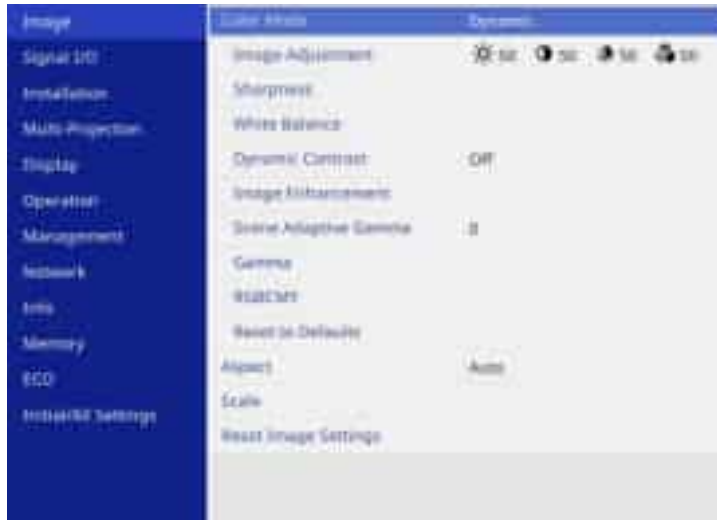 Image
Signal I/O
Installation
Multi-Projection
Display
Operation
Management
Network
Info
Memory
ECO
Initial/All Settings
Color Mode Dynamic
Image Adjustment 50 50 50 50
Sharpness
White Balance
Dynamic Contrast Off
Image Enhancement
Scene Adaptive Gamma 0
Gamma
RGBCMY
Reset to Defaults
Aspect Auto
Scale
Reset Image Settings